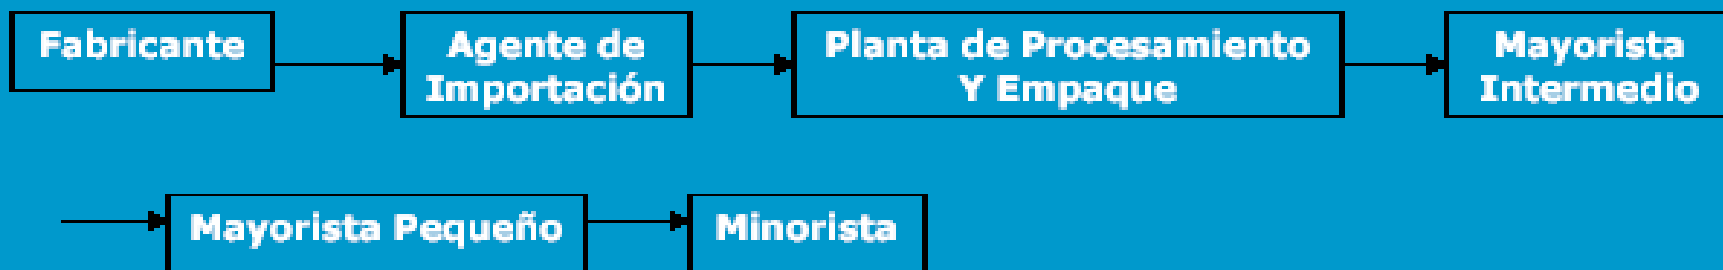 Fabricante
Agente de
Importación
Planta de Procesamiento
Y Empaque
Mayorista
Intermedio
Mayorista Pequeño
Minorista